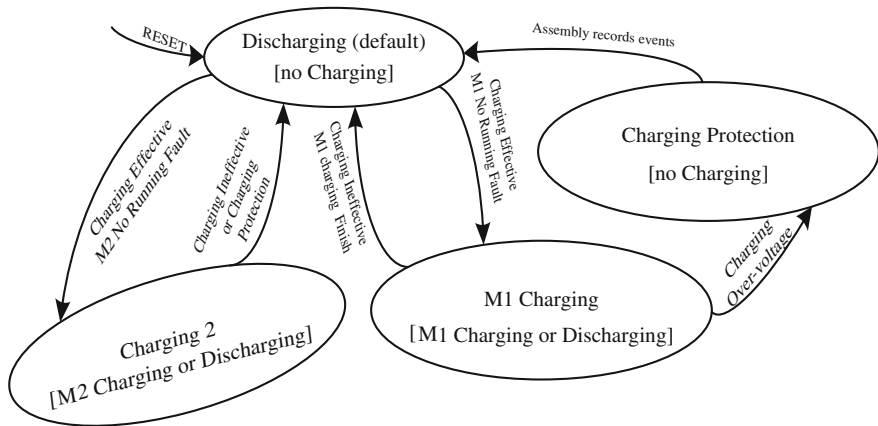 RESET
Discharging (default)
[no Charging]
Assembly records events
Charging Effective
M2 No Running Fault
Charging Ineffective
or Charging
Protection
Charging Ineffective
M1 charging Finish
Charging Effective
M1 No Running Fault
Charging Protection
[no Charging]
Charging
Over-voltage
M1 Charging
[M1 Charging or Discharging]
Charging 2
[M2 Charging or Discharging]